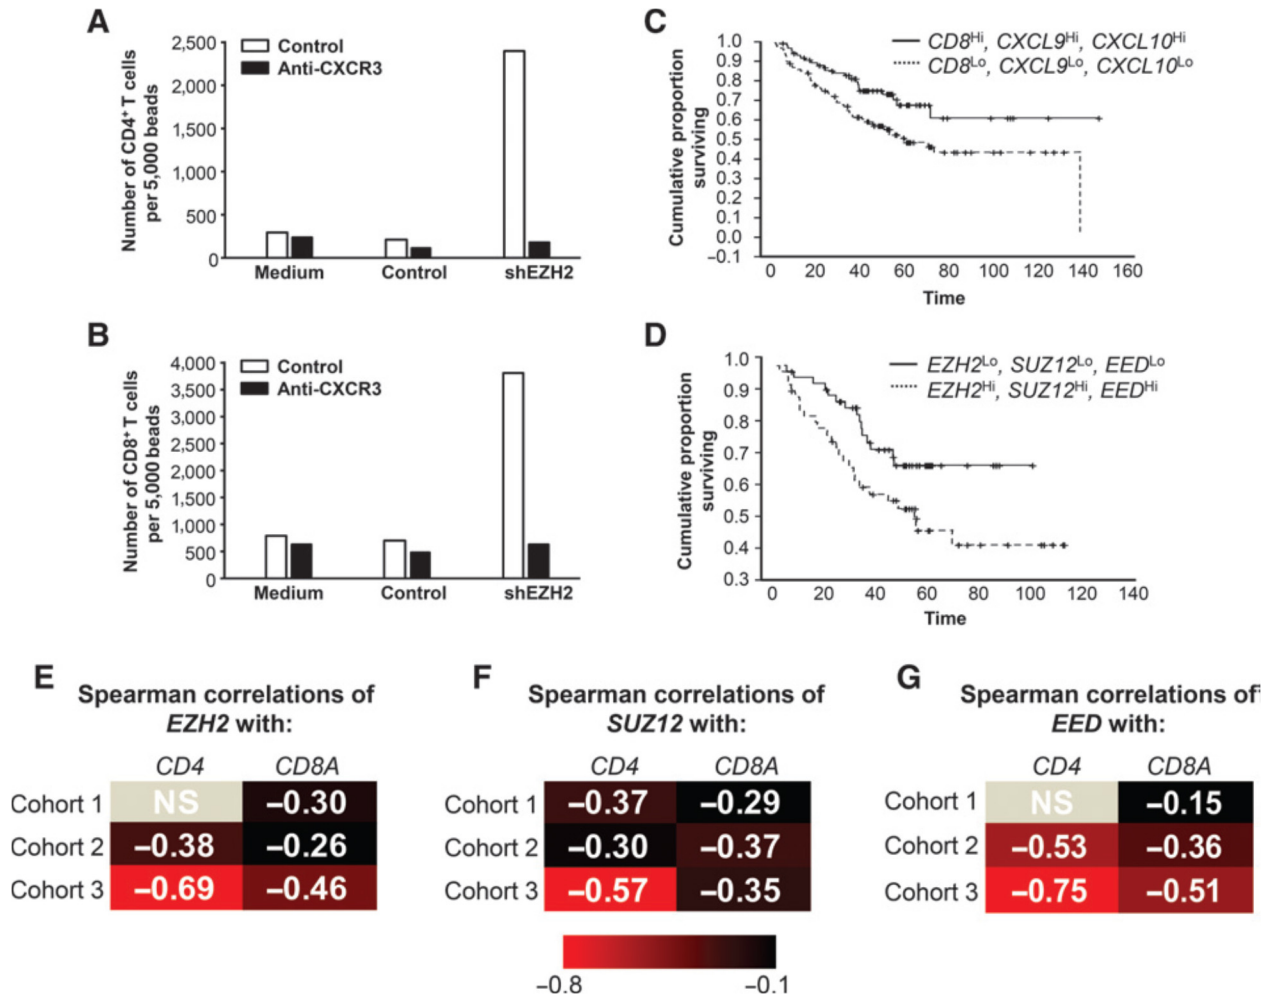 A
Number of CD4+ T cells
per 5,000 beads
2,500
2,000
1,500
1,000
500
0
Control
Anti-CXCR3
Medium
Control
shEZH2
C
Cumulative proportion
surviving
1.0
0.9
0.8
0.7
0.6
0.5
0.4
0.3
0.2
0.1
0.0
–0.1
CD8Hi, CXCL9Hi, CXCL10Hi
CD8Lo, CXCL9Lo, CXCL10Lo
0 20 40 60 80 100 120 140 160
Time
B
Number of CD8+ T cells
per 5,000 beads
4,000
3,500
3,000
2,500
2,000
1,500
1,000
500
0
Control
Anti-CXCR3
Medium
Control
shEZH2
D
Cumulative proportion
surviving
1.0
0.9
0.8
0.7
0.6
0.5
0.4
0.3
EZH2Lo, SUZ12Lo, EEDLo
EZH2Hi, SUZ12Hi, EEDHi
0 20 40 60 80 100 120 140
Time
E
Spearman correlations of
EZH2 with:
CD4 CD8A
Cohort 1 NS –0.30
Cohort 2 –0.38 –0.26
Cohort 3 –0.69 –0.46
F
Spearman correlations of
SUZ12 with:
CD4 CD8A
Cohort 1 –0.37 –0.29
Cohort 2 –0.30 –0.37
Cohort 3 –0.57 –0.35
–0.8 –0.1
G
Spearman correlations of
EED with:
CD4 CD8A
Cohort 1 NS –0.15
Cohort 2 –0.53 –0.36
Cohort 3 –0.75 –0.51